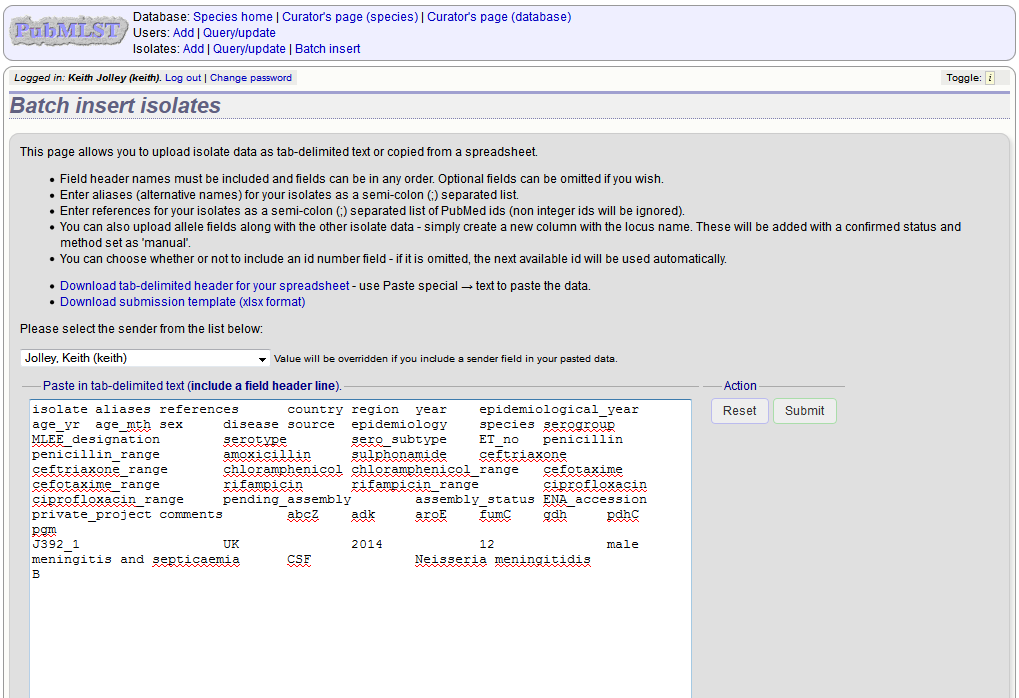 PubMLST
Database: Species home | Curator's page (species) | Curator's page (database)
Users: Add | Query/update
Isolates: Add | Query/update | Batch insert
Logged in: Keith Jolley (keith). Log out | Change password
Toggle: i
Batch insert isolates
This page allows you to upload isolate data as tab-delimited text or copied from a spreadsheet.
• Field header names must be included and fields can be in any order. Optional fields can be omitted if you wish.
• Enter aliases (alternative names) for your isolates as a semi-colon (;) separated list.
• Enter references for your isolates as a semi-colon (;) separated list of PubMed ids (non integer ids will be ignored).
• You can also upload allele fields along with the other isolate data - simply create a new column with the locus name. These will be added with a confirmed status and
method set as 'manual'.
• You can choose whether or not to include an id number field - if it is omitted, the next available id will be used automatically.
• Download tab-delimited header for your spreadsheet - use Paste special → text to paste the data.
• Download submission template (xlsx format)
Please select the sender from the list below:
Jolley, Keith (keith) Value will be overridden if you include a sender field in your pasted data.
Paste in tab-delimited text (include a field header line).
Action
Reset Submit
isolate aliases references country region year epidemiological_year
age_yr age_mth sex disease source epidemiology species serogroup
MLEE_designation serotype sero_subtype ET_no penicillin
penicillin_range amoxicillin sulphonamide ceftriaxone
ceftriaxone_range chloramphenicol chloramphenicol_range cefotaxime
cefotaxime_range rifampicin rifampicin_range ciprofloxacin
ciprofloxacin_range pending_assembly assembly_status ENA_accession
private_project comments abcZ adk aroE fumC gdh pdhC
pgm
J392_1 UK 2014 12 male
meningitis and septicaemia CSF Neisseria meningitidis
B